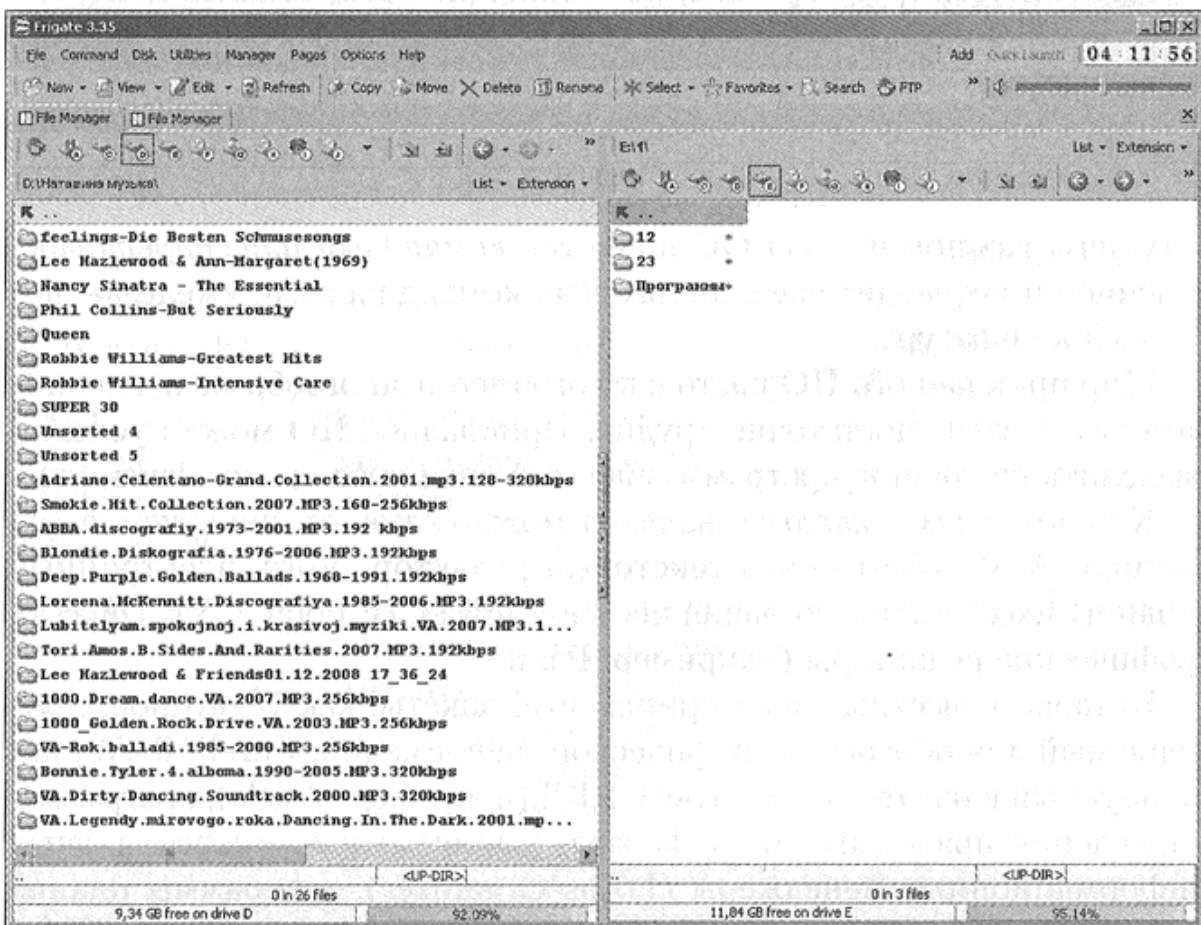 Frigate 3.35
File Command Disk Utilities Manager Pages Options Help
Add Quick Launch 04:11:56
New View Edit Refresh Copy Move Delete Rename Select Favorites Search FTP »
File Manager File Manager
»
E:\1\
List Extension
D:\Наташина музыка\
List Extension
»
..
feelings-Die Besten Schmusesongs
Lee Hazlewood & Ann-Margaret(1969)
Nancy Sinatra - The Essential
Phil Collins-But Seriously
Queen
Robbie Williams-Greatest Hits
Robbie Williams-Intensive Care
SUPER 30
Unsorted 4
Unsorted 5
Adriano.Celentano-Grand.Collection.2001.mp3.128-320kbps
Smokie.Hit.Collection.2007.MP3.160-256kbps
ABBA.discografiy.1973-2001.MP3.192 kbps
Blondie.Diskografia.1976-2006.MP3.192kbps
Deep.Purple.Golden.Ballads.1968-1991.192kbps
Loreena.McKennitt.Discografiya.1985-2006.MP3.192kbps
Lubitelyam.spokojnoj.i.krasivoj.myziki.VA.2007.MP3.1...
Tori.Amos.B.Sides.And.Rarities.2007.MP3.192kbps
Lee Hazlewood & Friends01.12.2008 17_36_24
1000.Dream.dance.VA.2007.MP3.256kbps
1000_Golden.Rock.Drive.VA.2003.MP3.256kbps
VA-Rok.balladi.1985-2000.MP3.256kbps
Bonnie.Tyler.4.alboma.1990-2005.MP3.320kbps
VA.Dirty.Dancing.Soundtrack.2000.MP3.320kbps
VA.Legendy.mirovogo.roka.Dancing.In.The.Dark.2001.mp...
..
<UP-DIR>
0 in 26 files
9,34 GB free on drive D 92.09%
..
12 *
23 *
Программы*
..
<UP-DIR>
0 in 3 files
11,84 GB free on drive E 95.14%